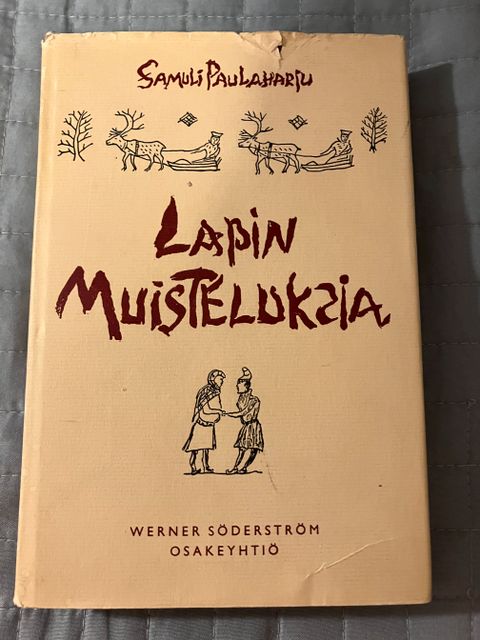 SAMULI PAULAHARJU
LAPIN
MUISTELUKSIA
WERNER SÖDERSTRÖM
OSAKEYHTIÖ